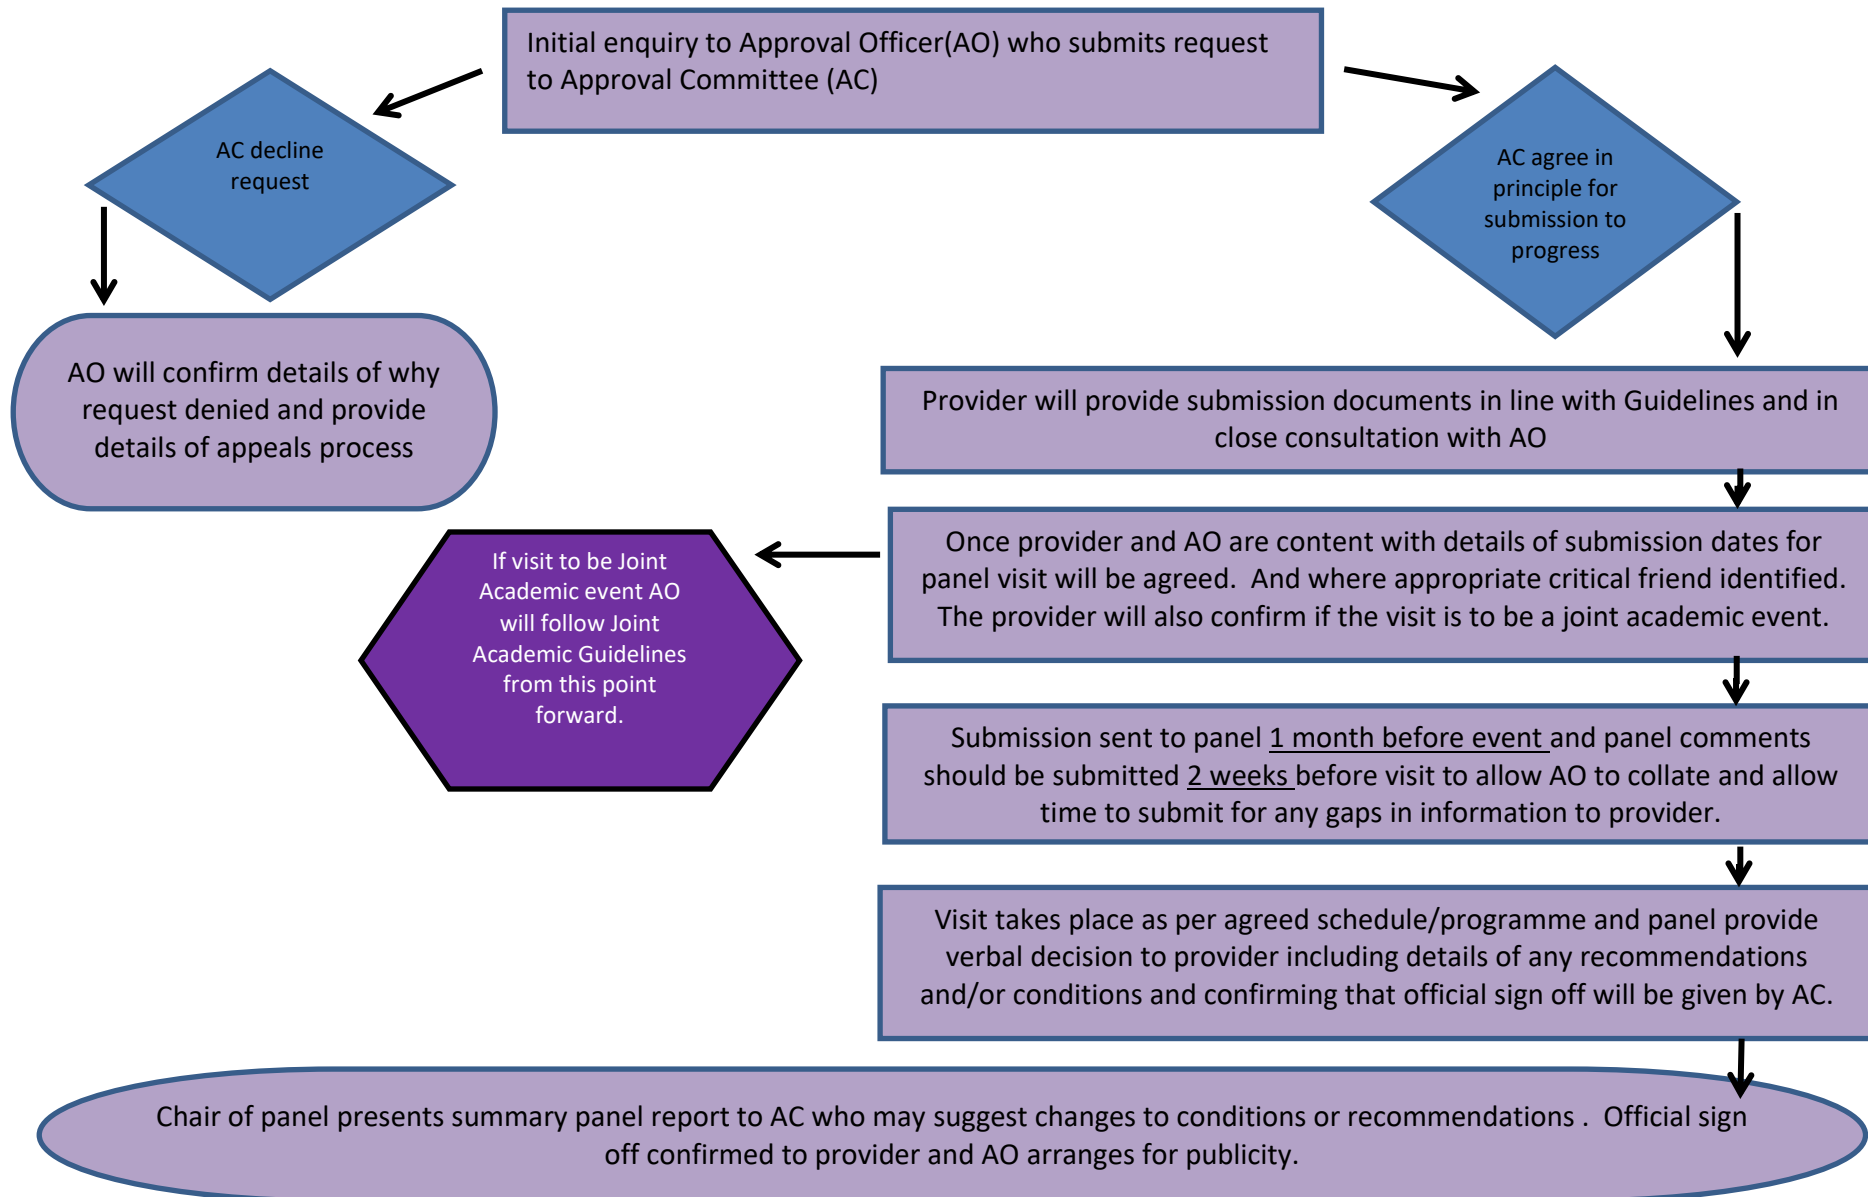 Initial enquiry to Approval Officer(AO) who submits request
to Approval Committee (AC)
AC decline
request
AC agree in
principle for
submission to
progress
AO will confirm details of why
request denied and provide
details of appeals process
Provider will provide submission documents in line with Guidelines and in
close consultation with AO
If visit to be Joint
Academic event AO
will follow Joint
Academic Guidelines
from this point
forward.
Once provider and AO are content with details of submission dates for
panel visit will be agreed.  And where appropriate critical friend identified.
The provider will also confirm if the visit is to be a joint academic event.
Submission sent to panel 1 month before event and panel comments
should be submitted 2 weeks before visit to allow AO to collate and allow
time to submit for any gaps in information to provider.
Visit takes place as per agreed schedule/programme and panel provide
verbal decision to provider including details of any recommendations
and/or conditions and confirming that official sign off will be given by AC.
Chair of panel presents summary panel report to AC who may suggest changes to conditions or recommendations .  Official sign
off confirmed to provider and AO arranges for publicity.